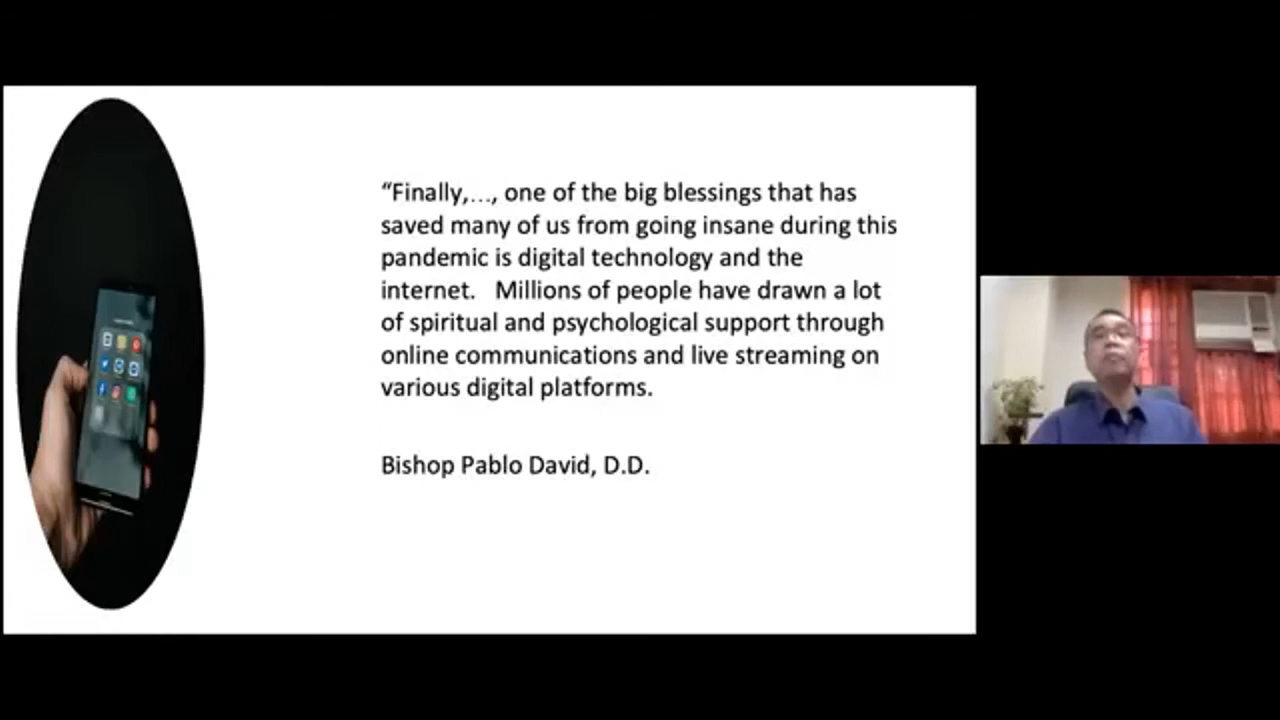 “Finally,…, one of the big blessings that has
saved many of us from going insane during this
pandemic is digital technology and the
internet.   Millions of people have drawn a lot
of spiritual and psychological support through
online communications and live streaming on
various digital platforms.
Bishop Pablo David, D.D.